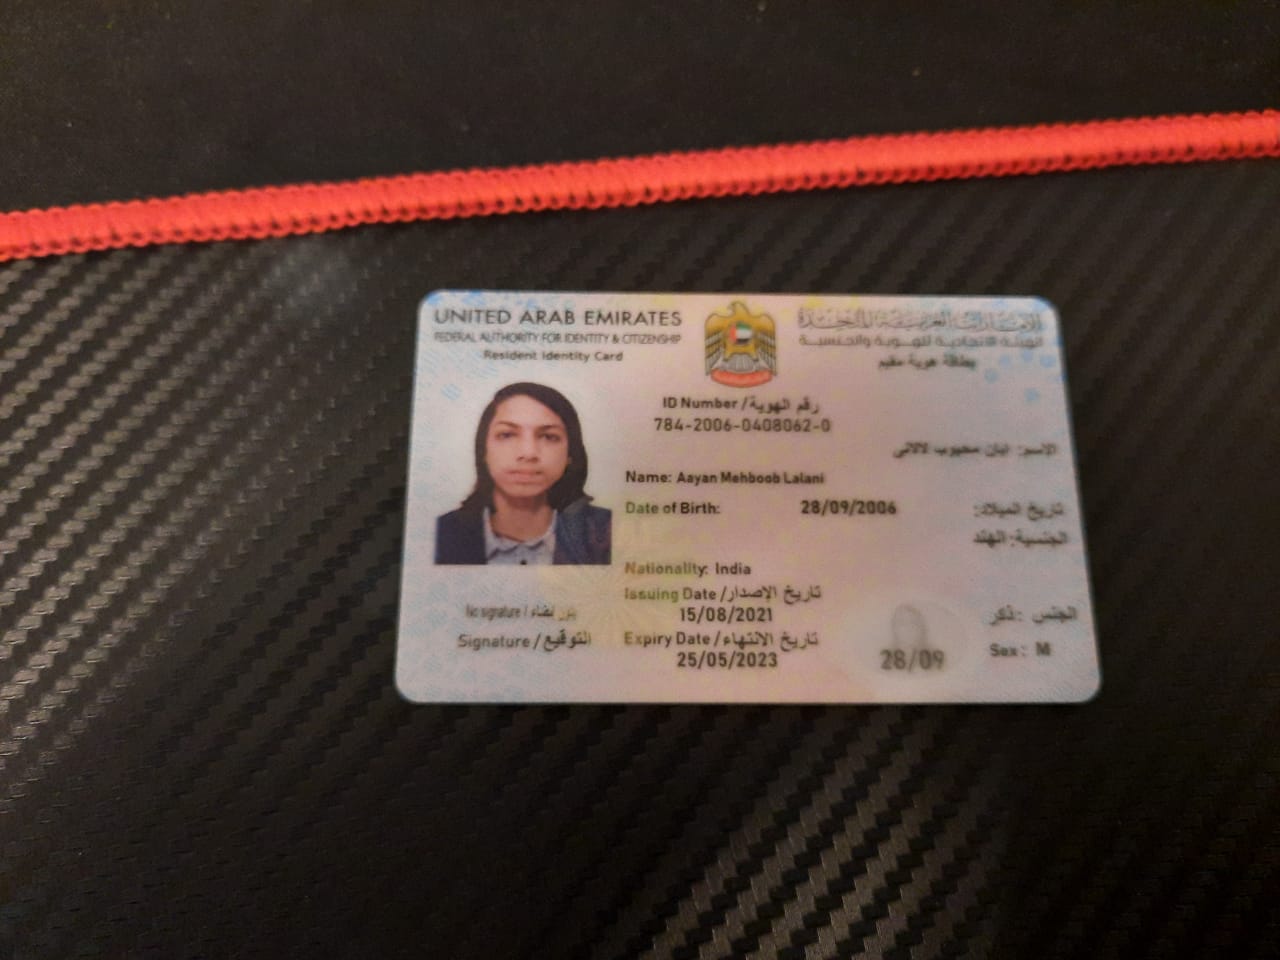 UNITED ARAB EMIRATES
FEDERAL AUTHORITY FOR IDENTITY & CITIZENSHIP
Resident Identity Card
الإمارات العربية المتحدة
الهيئة الاتحادية للهوية والجنسية
بطاقة هوية مقيم
ID Number / رقم الهوية
784-2006-0408062-0
الاسم: ايان محبوب لالانى
Name: Aayan Mehboob Lalani
Date of Birth: 28/09/2006 تاريخ الميلاد:
الجنسية: الهند
Nationality: India
Issuing Date / تاريخ الإصدار
15/08/2021
Expiry Date / تاريخ الانتهاء
25/05/2023
No signature / بدون امضاء
Signature / التوقيع
28/09
الجنس: ذكر
Sex: M